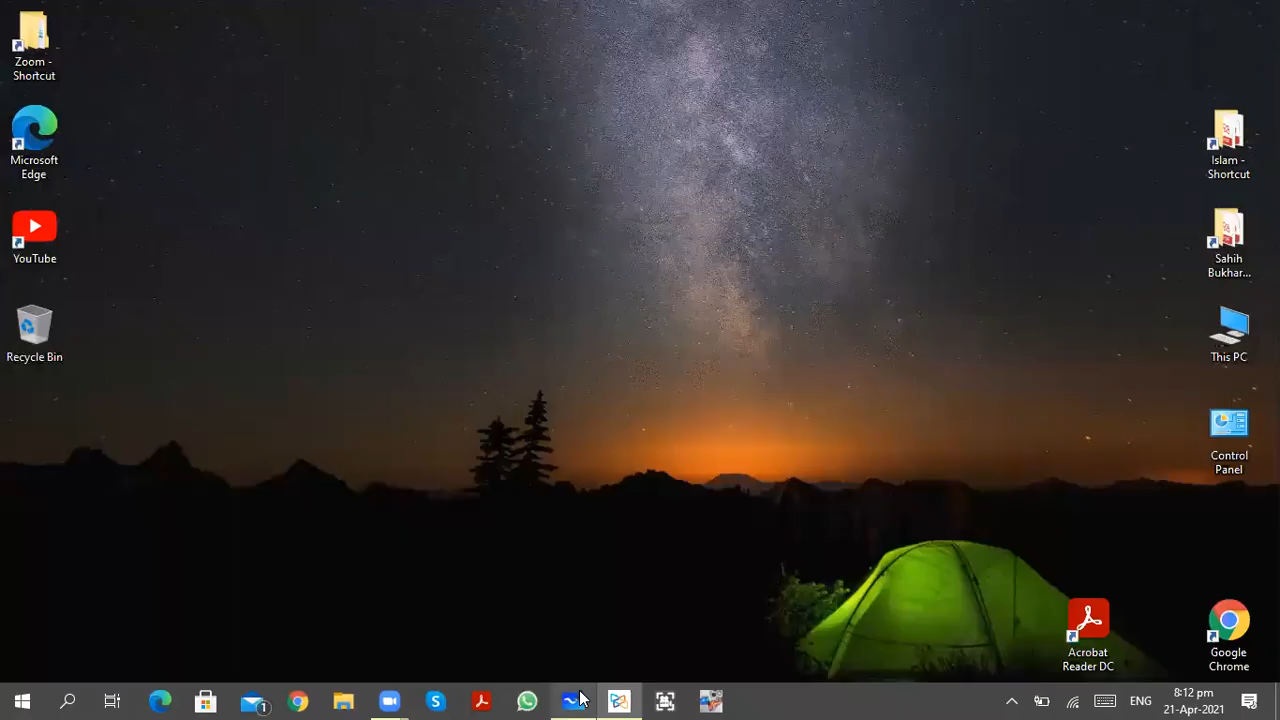 Zoom -
Shortcut
Microsoft
Edge
YouTube
Recycle Bin
Islam -
Shortcut
Sahih
Bukhar...
This PC
Control
Panel
Acrobat
Reader DC
Google
Chrome
1
S
ENG
8:12 pm
21-Apr-2021